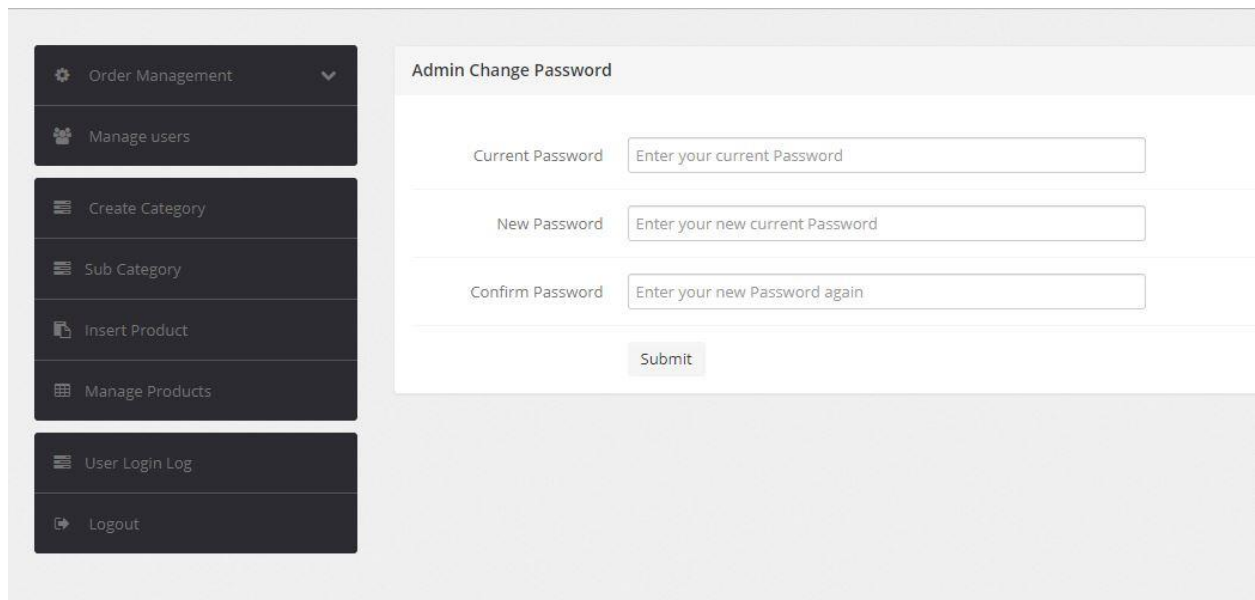 Order Management
Manage users
Create Category
Sub Category
Insert Product
Manage Products
User Login Log
Logout
Admin Change Password
Current Password
Enter your current Password
New Password
Enter your new current Password
Confirm Password
Enter your new Password again
Submit